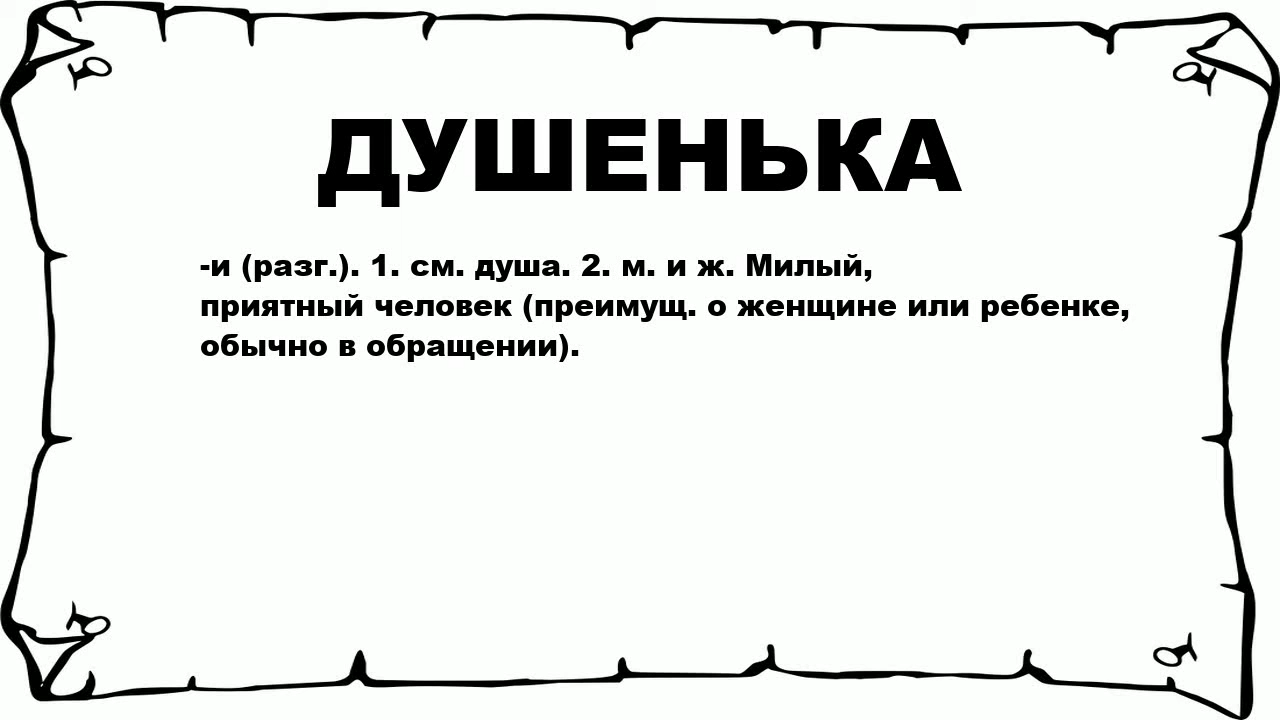 ДУШЕНЬКА
-и (разг.). 1. см. душа. 2. м. и ж. Милый,
приятный человек (преимущ. о женщине или ребенке,
обычно в обращении).